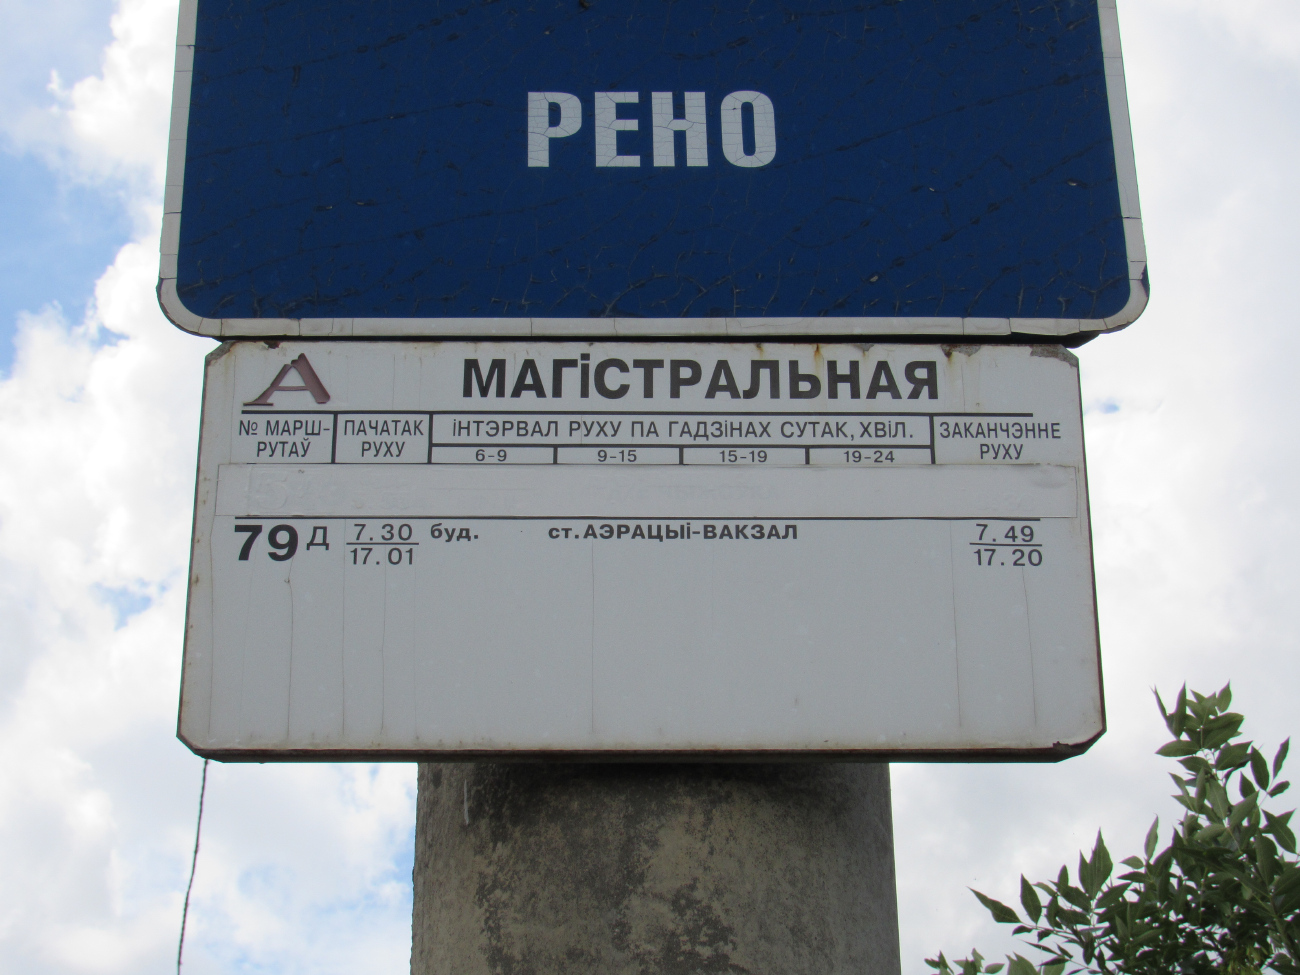 РЕНО
А МАГіСТРАЛЬНАЯ
№ МАРШ-РУТАЎ ПАЧАТАК РУХУ іНТЭРВАЛ РУХУ ПА ГАДЗіНАХ СУТАК, ХВіЛ. ЗАКАНЧЭННЕ РУХУ
6-9 9-15 15-19 19-24
79 Д 7.30 буд. ст. АЭРАЦЫі-ВАКЗАЛ 7.49
17.01 17.20